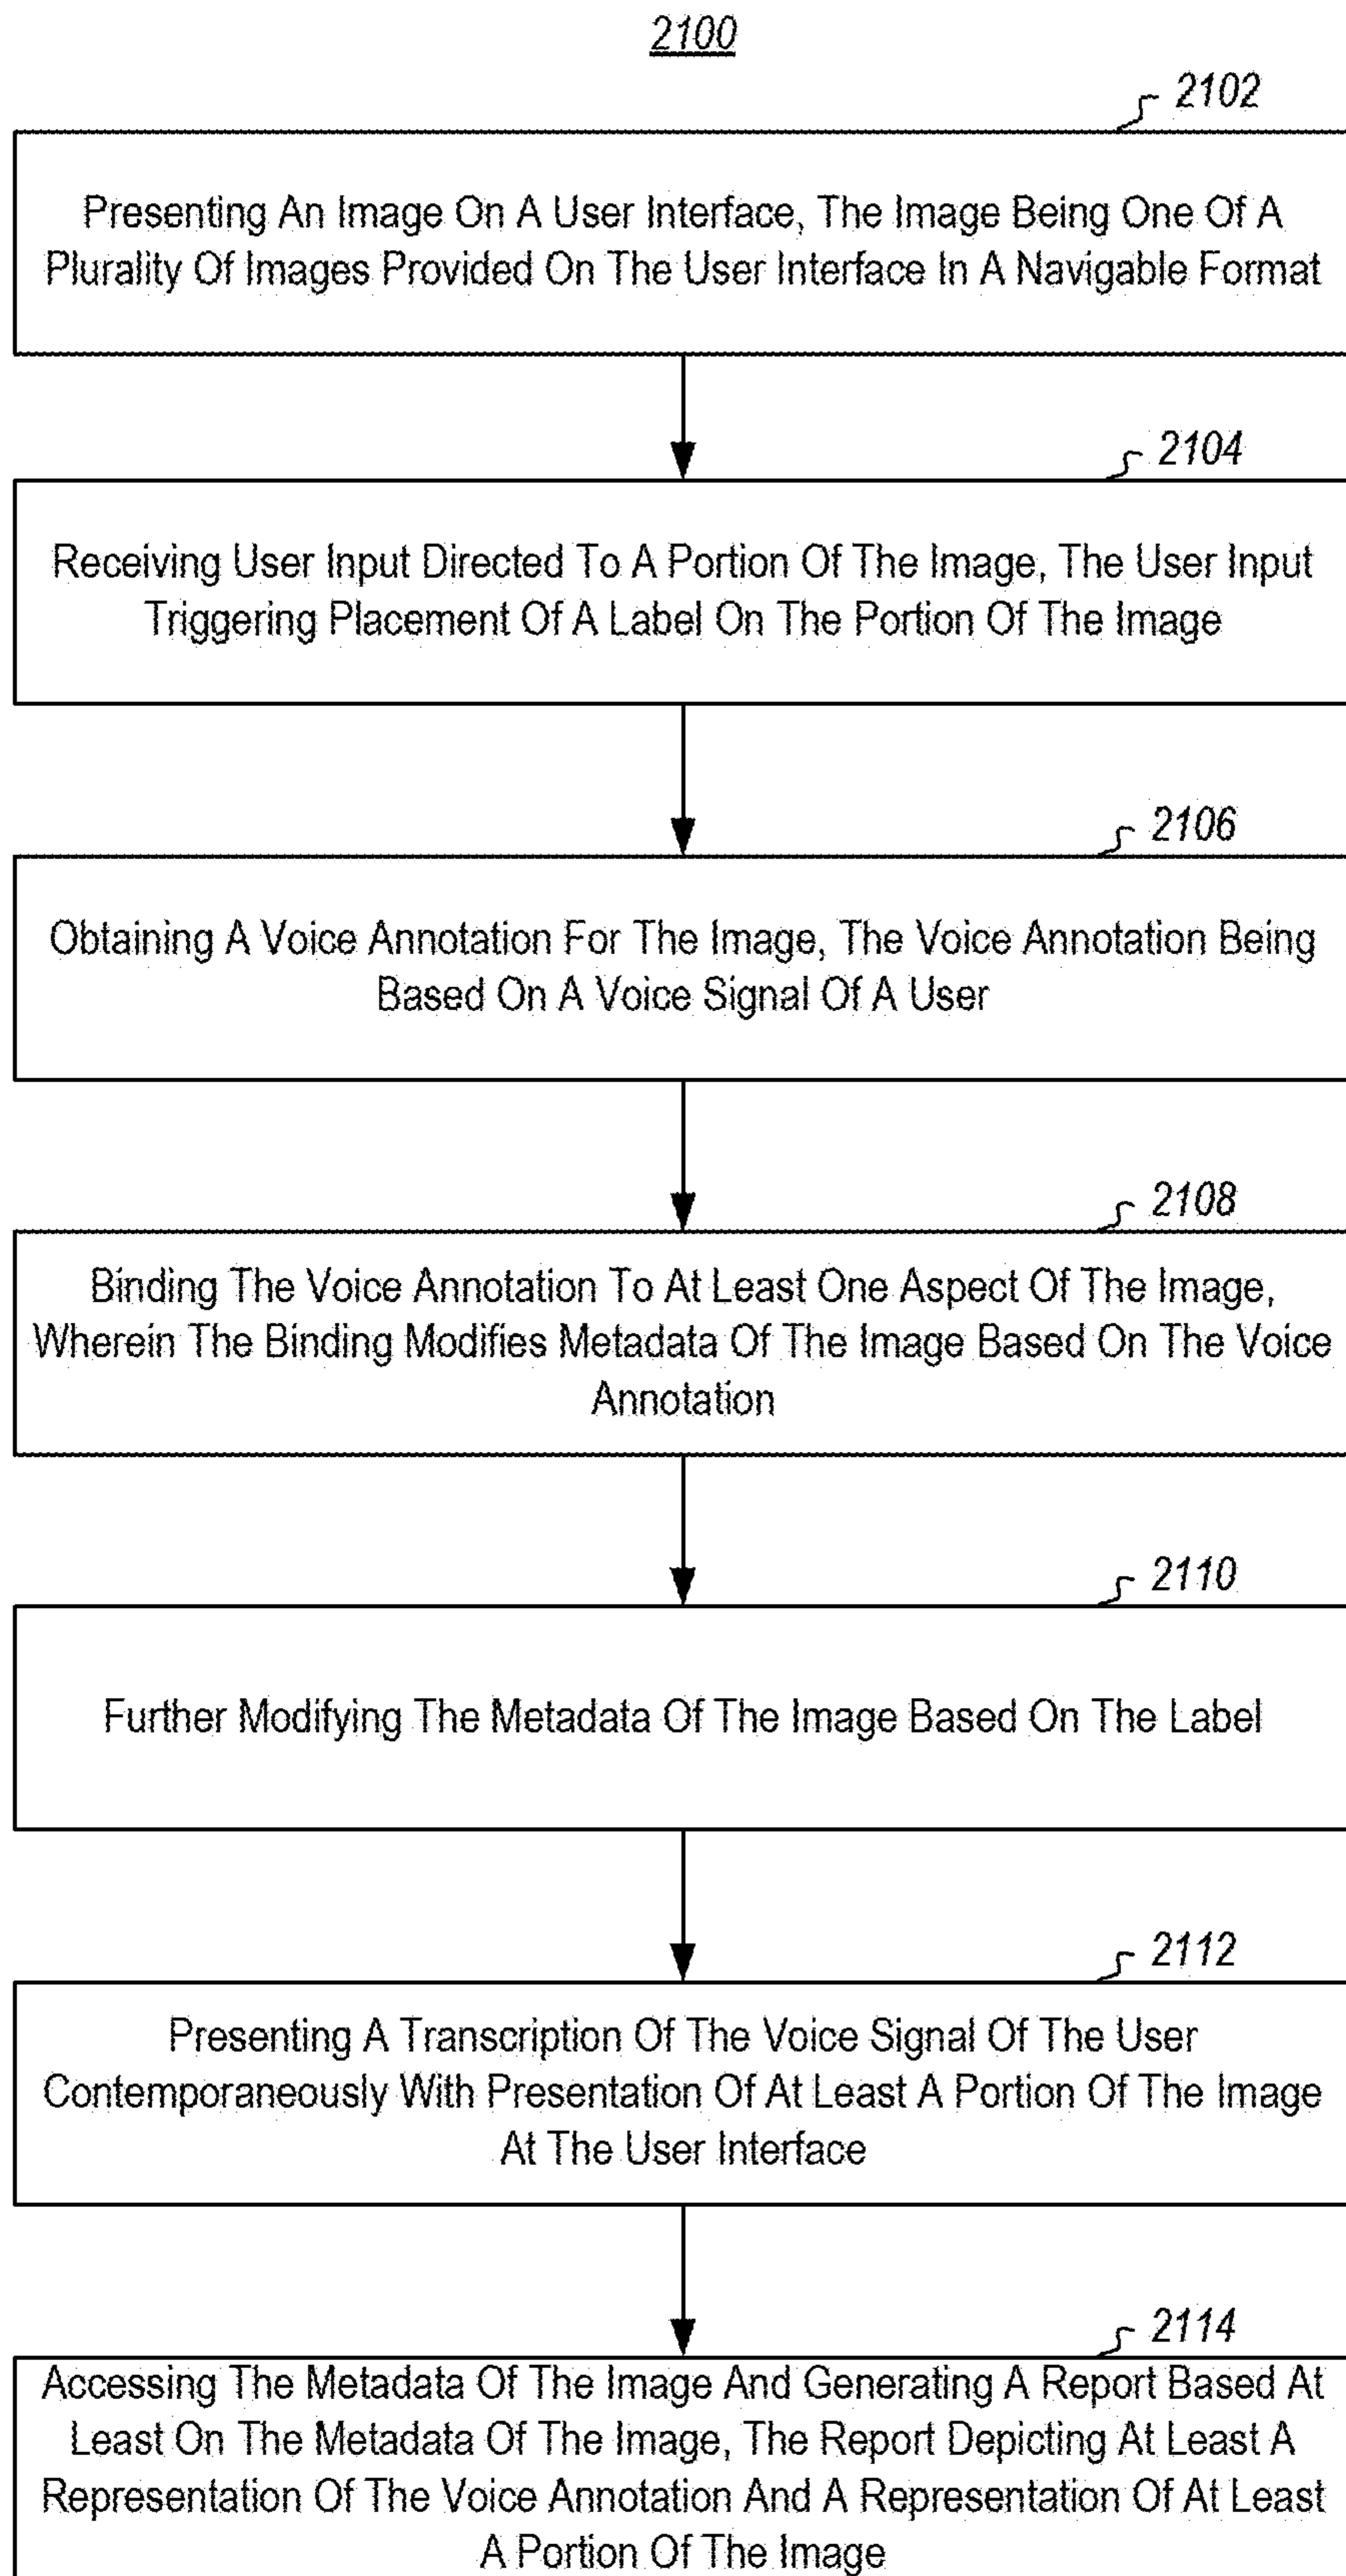 2100
2102
Presenting An Image On A User Interface, The Image Being One Of A
Plurality Of Images Provided On The User Interface In A Navigable Format
2104
Receiving User Input Directed To A Portion Of The Image, The User Input
Triggering Placement Of A Label On The Portion Of The Image
2106
Obtaining A Voice Annotation For The Image, The Voice Annotation Being
Based On A Voice Signal Of A User
2108
Binding The Voice Annotation To At Least One Aspect Of The Image,
Wherein The Binding Modifies Metadata Of The Image Based On The Voice
Annotation
2110
Further Modifying The Metadata Of The Image Based On The Label
2112
Presenting A Transcription Of The Voice Signal Of The User
Contemporaneously With Presentation Of At Least A Portion Of The Image
At The User Interface
2114
Accessing The Metadata Of The Image And Generating A Report Based At
Least On The Metadata Of The Image, The Report Depicting At Least A
Representation Of The Voice Annotation And A Representation Of At Least
A Portion Of The Image